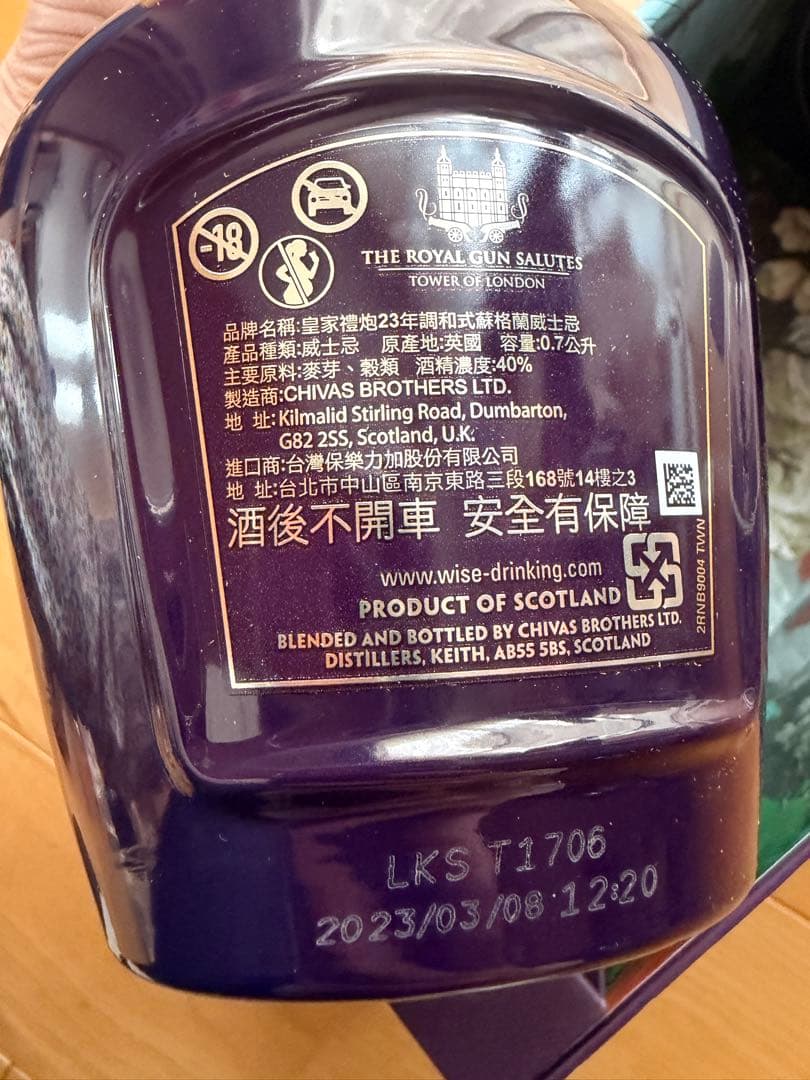 -18
THE ROYAL GUN SALUTES
TOWER OF LONDON
品牌名稱:皇家禮炮23年調和式蘇格蘭威士忌
產品種類:威士忌 原產地:英國 容量:0.7公升
主要原料:麥芽、穀類 酒精濃度:40%
製造商:CHIVAS BROTHERS LTD.
地 址:Kilmalid Stirling Road, Dumbarton,
G82 2SS, Scotland, U.K.
進口商:台灣保樂力加股份有限公司
地 址:台北市中山區南京東路三段168號14樓之3
酒後不開車 安全有保障
www.wise-drinking.com
PRODUCT OF SCOTLAND
BLENDED AND BOTTLED BY CHIVAS BROTHERS LTD.
DISTILLERS, KEITH, AB55 5BS, SCOTLAND
2RNB9004 TWN
LKS T1706
2023/03/08 12:20